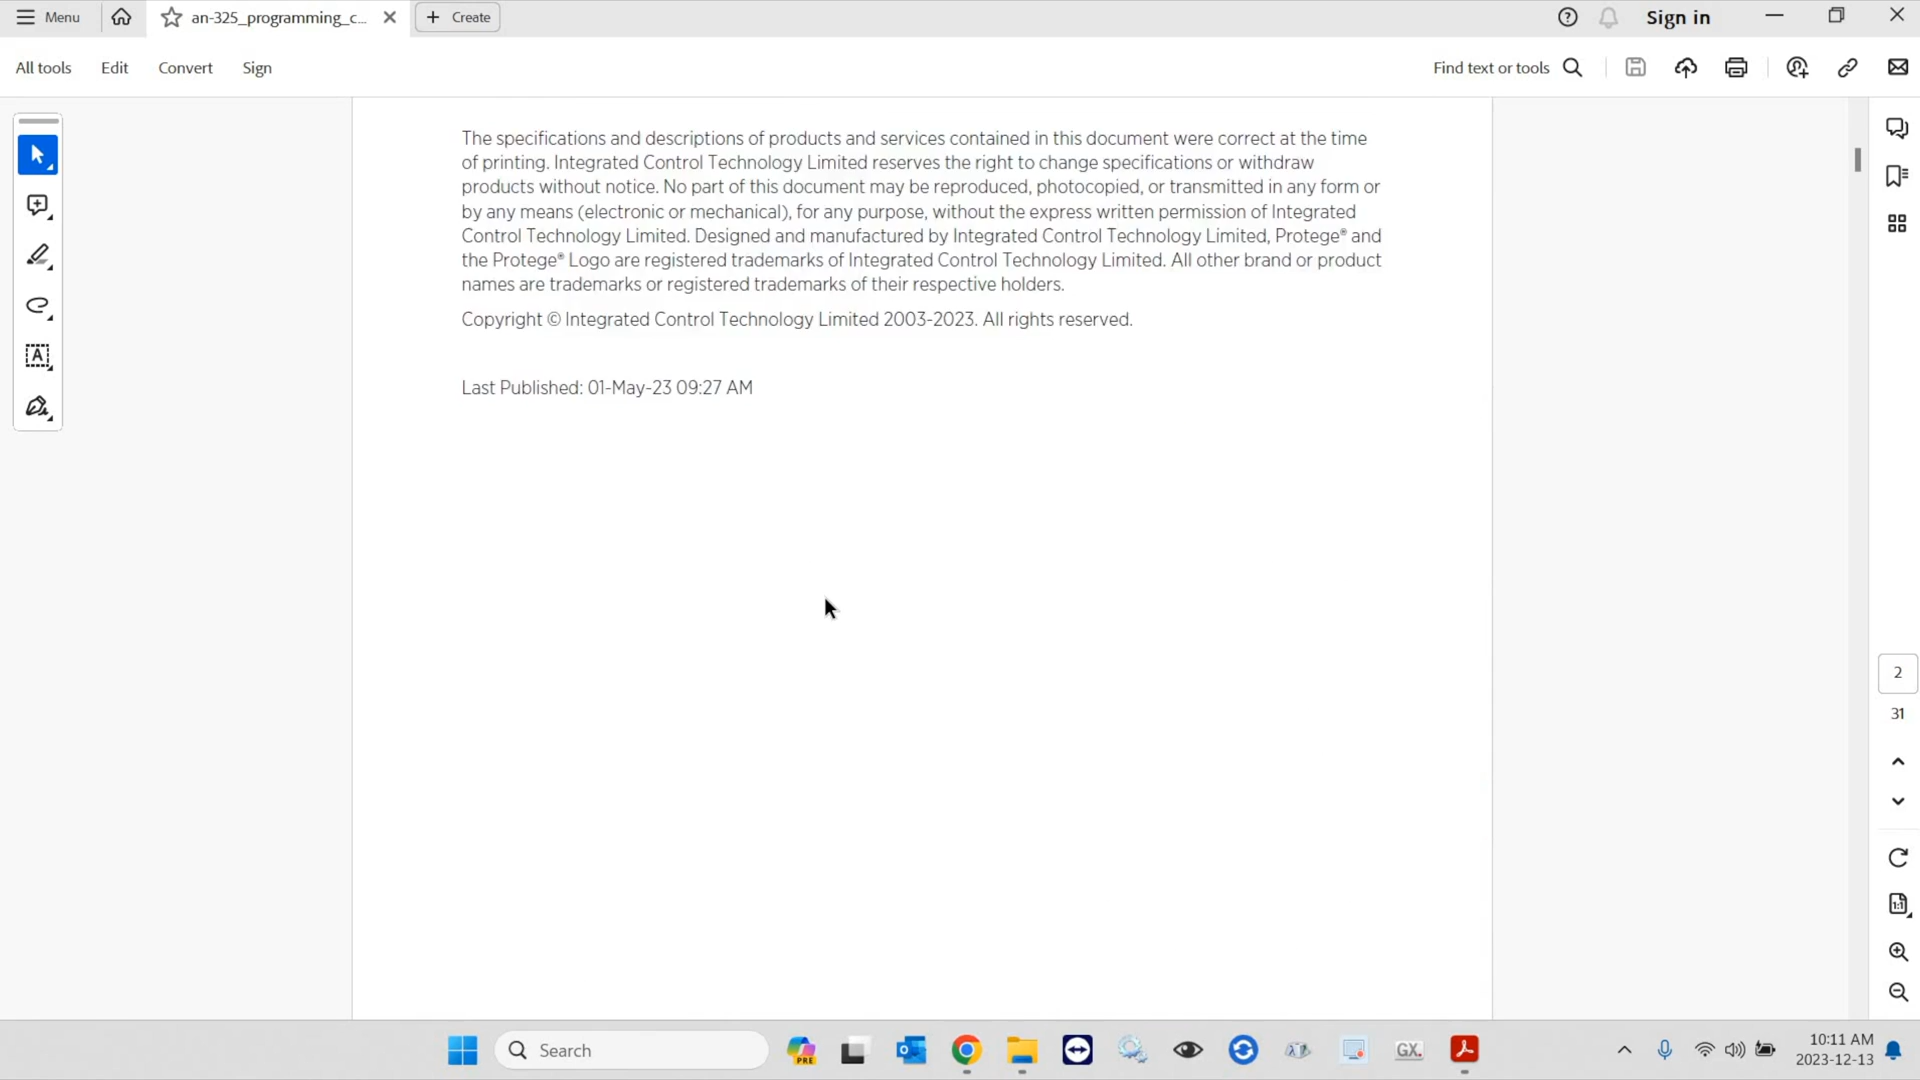 Menu
an-325_programming_c...
Create
Sign in
All tools
Edit
Convert
Sign
Find text or tools
The specifications and descriptions of products and services contained in this document were correct at the time
of printing. Integrated Control Technology Limited reserves the right to change specifications or withdraw
products without notice. No part of this document may be reproduced, photocopied, or transmitted in any form or
by any means (electronic or mechanical), for any purpose, without the express written permission of Integrated
Control Technology Limited. Designed and manufactured by Integrated Control Technology Limited, Protege® and
the Protege® Logo are registered trademarks of Integrated Control Technology Limited. All other brand or product
names are trademarks or registered trademarks of their respective holders.
Copyright © Integrated Control Technology Limited 2003-2023. All rights reserved.
Last Published: 01-May-23 09:27 AM
2
31
1:1
Search
PRE
GX.
10:11 AM
2023-12-13